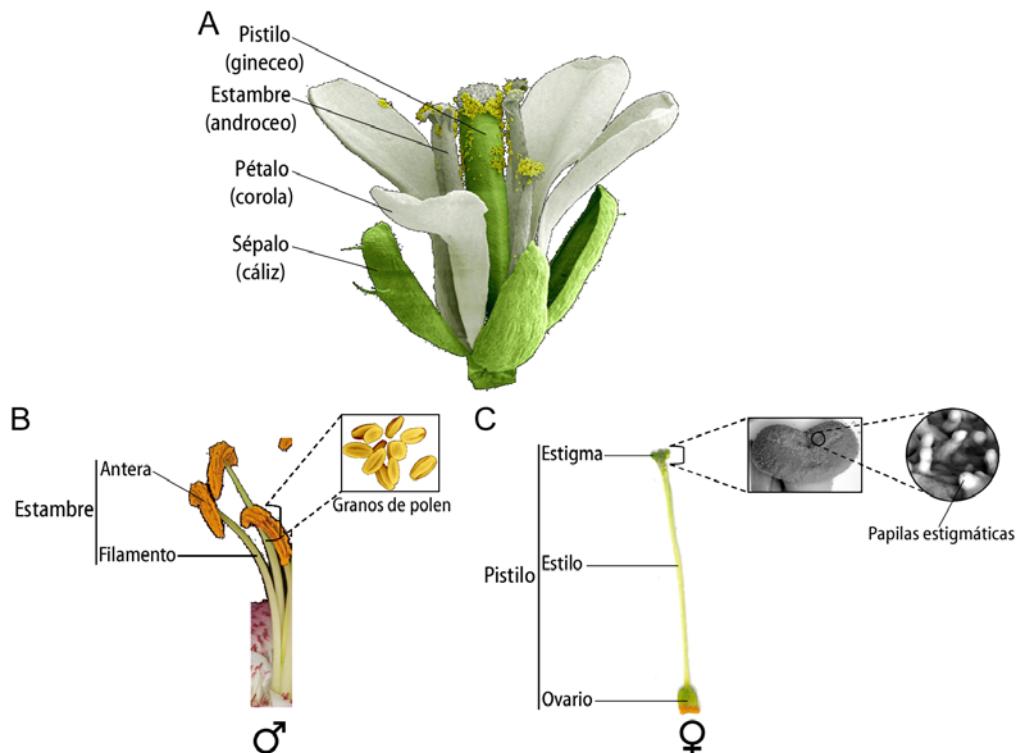 A
Pistilo
(gineceo)
Estambre
(androceo)
Pétalo
(corola)
Sépalo
(cáliz)
B
Antera
Estambre
Filamento
Granos de polen
♂
C
Estigma
Papilas estigmáticas
Estilo
Pistilo
Ovario
♀